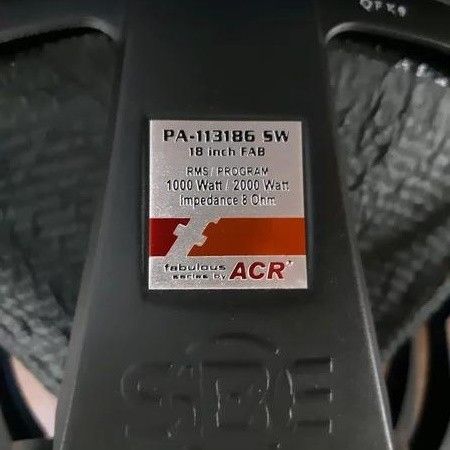 PA-113186 SW
18 inch FAB
RMS/ PROGRAM
1000 Watt / 2000 Watt
Impedance 8 Ohm
fabulous
series by ACR